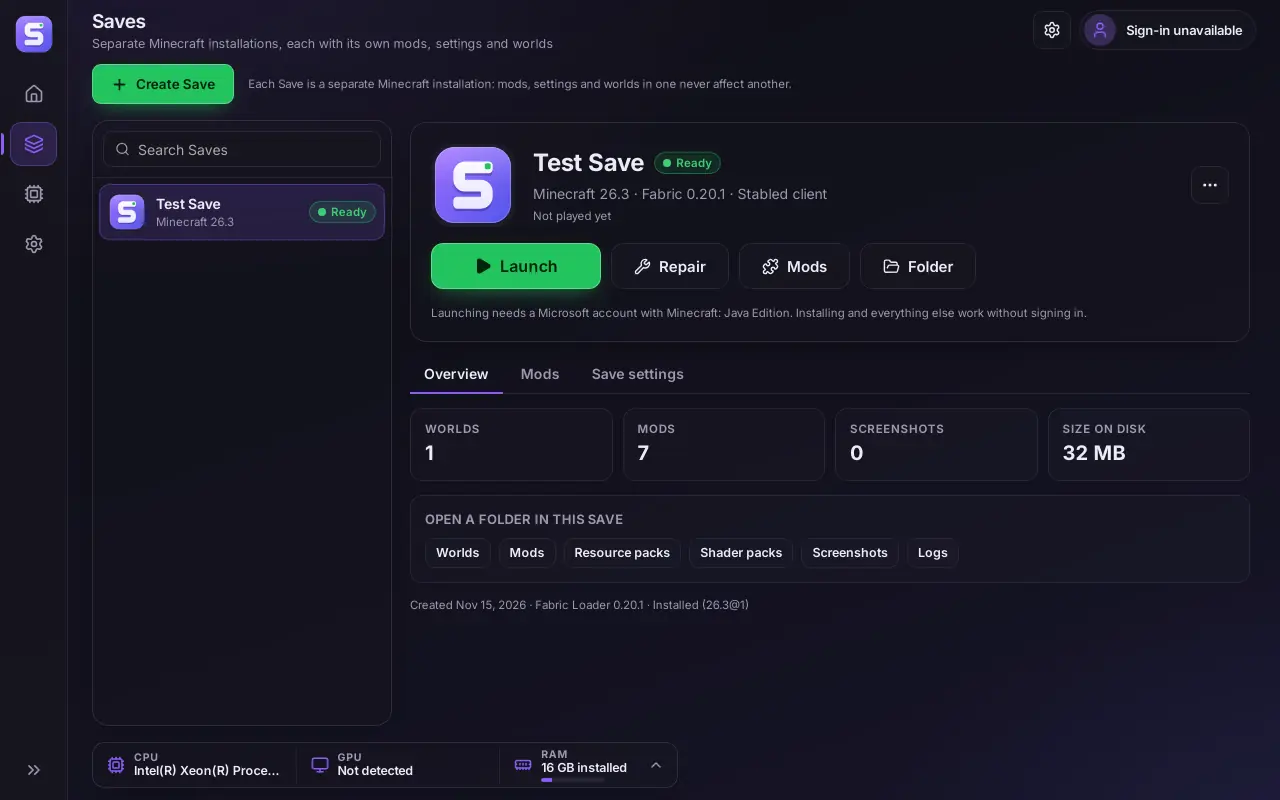 Saves
Separate Minecraft installations, each with its own mods, settings and worlds
Sign-in unavailable
Create Save
Each Save is a separate Minecraft installation: mods, settings and worlds in one never affect another.
Search Saves
Test Save
Minecraft 26.3
Ready
Test Save
Ready
Minecraft 26.3 · Fabric 0.20.1 · Stabled client
Not played yet
Launch
Repair
Mods
Folder
Launching needs a Microsoft account with Minecraft: Java Edition. Installing and everything else work without signing in.
Overview
Mods
Save settings
WORLDS
1
MODS
7
SCREENSHOTS
0
SIZE ON DISK
32 MB
OPEN A FOLDER IN THIS SAVE
Worlds
Mods
Resource packs
Shader packs
Screenshots
Logs
Created Nov 15, 2026 · Fabric Loader 0.20.1 · Installed (26.3@1)
CPU
Intel(R) Xeon(R) Proce...
GPU
Not detected
RAM
16 GB installed